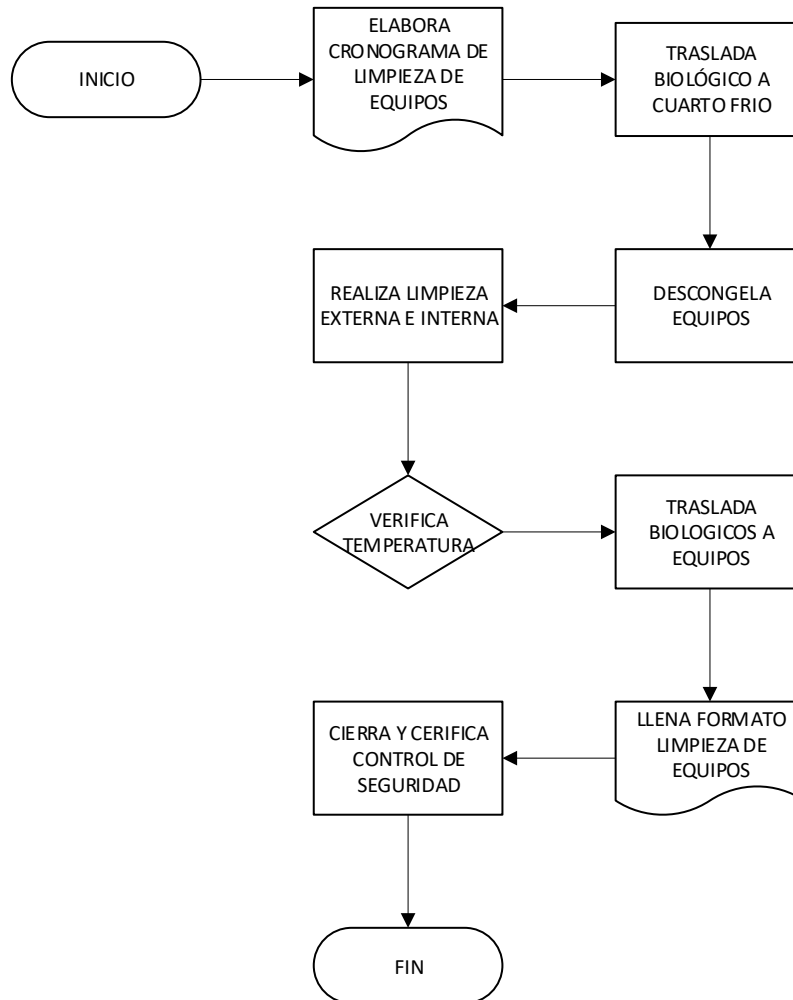 INICIO
ELABORA
CRONOGRAMA DE
LIMPIEZA DE
EQUIPOS
TRASLADA
BIOLÓGICO A
CUARTO FRIO
DESCONGELA
EQUIPOS
REALIZA LIMPIEZA
EXTERNA E INTERNA
VERIFICA
TEMPERATURA
TRASLADA
BIOLOGICOS A
EQUIPOS
LLENA FORMATO
LIMPIEZA DE
EQUIPOS
CIERRA Y CERIFICA
CONTROL DE
SEGURIDAD
FIN